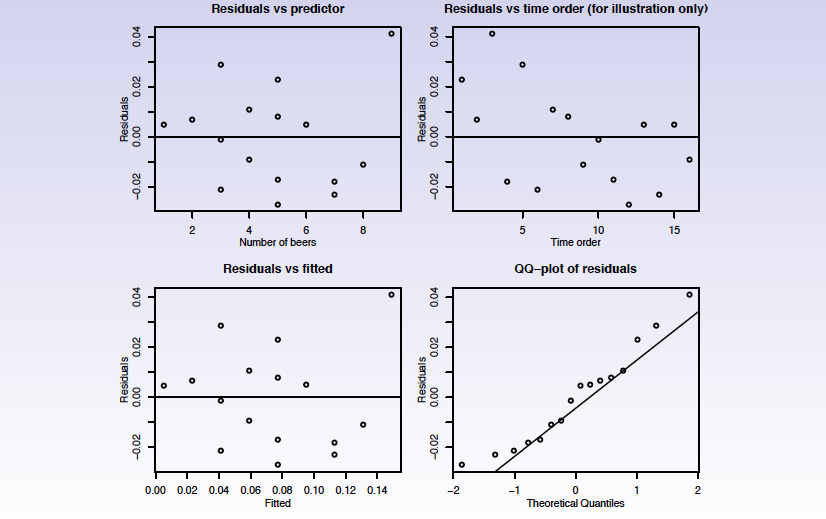 Residuals vs predictor
Residuals
0.04
0.02
0.00
−0.02
2 4 6 8
Number of beers
Residuals vs time order (for illustration only)
Residuals
0.04
0.02
0.00
−0.02
5 10 15
Time order
Residuals vs fitted
Residuals
0.04
0.02
0.00
−0.02
0.00 0.02 0.04 0.06 0.08 0.10 0.12 0.14
Fitted
QQ−plot of residuals
Residuals
0.04
0.02
0.00
−0.02
−2 −1 0 1 2
Theoretical Quantiles